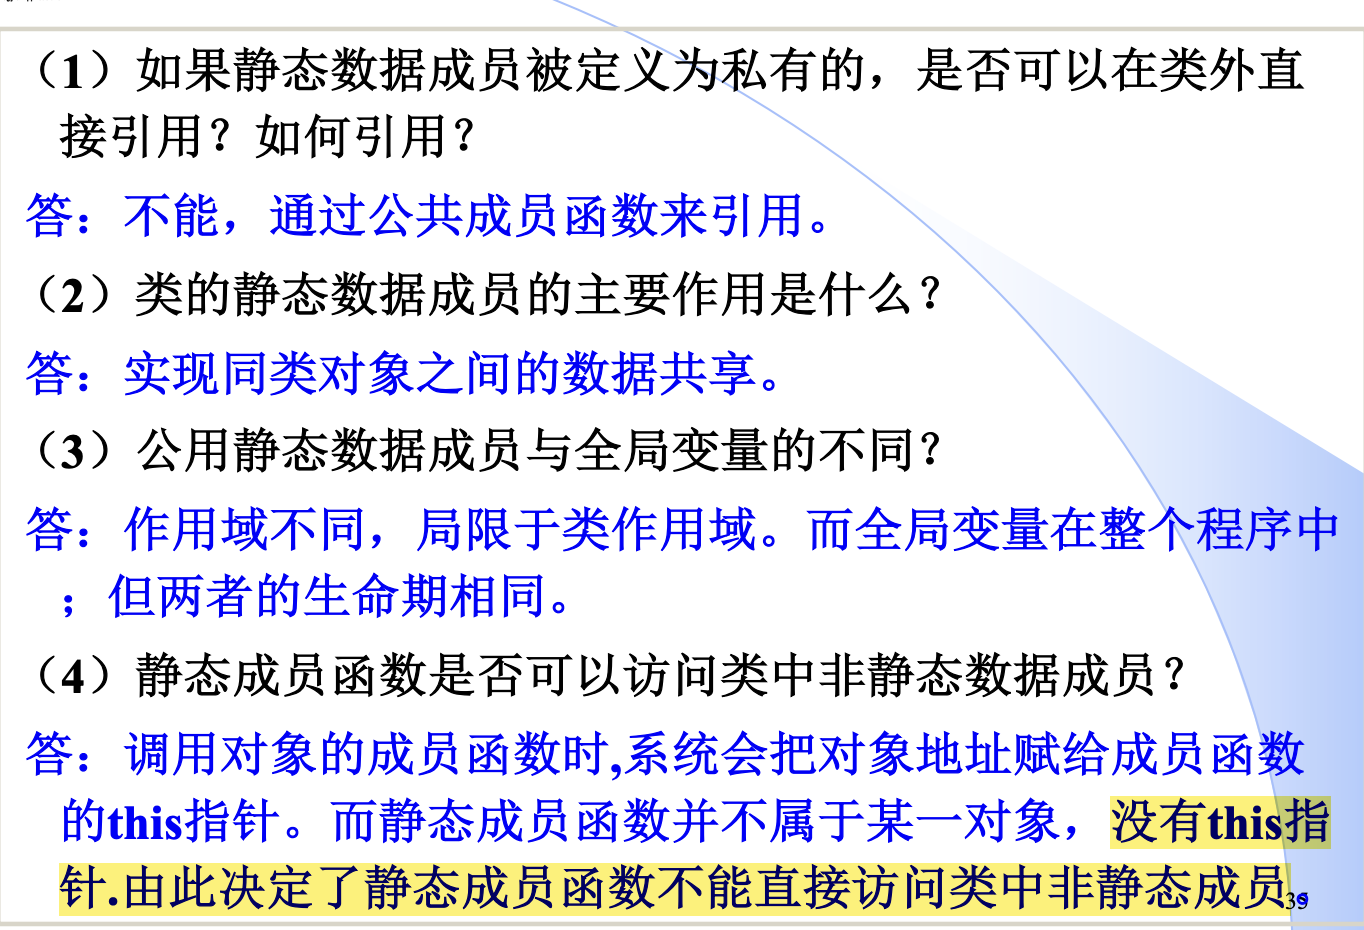 （1）如果静态数据成员被定义为私有的，是否可以在类外直
接引用？如何引用？
答：不能，通过公共成员函数来引用。
（2）类的静态数据成员的主要作用是什么？
答：实现同类对象之间的数据共享。
（3）公用静态数据成员与全局变量的不同？
答：作用域不同，局限于类作用域。而全局变量在整个程序中
；但两者的生命期相同。
（4）静态成员函数是否可以访问类中非静态数据成员？
答：调用对象的成员函数时,系统会把对象地址赋给成员函数
的this指针。而静态成员函数并不属于某一对象，没有this指
针.由此决定了静态成员函数不能直接访问类中非静态成员。